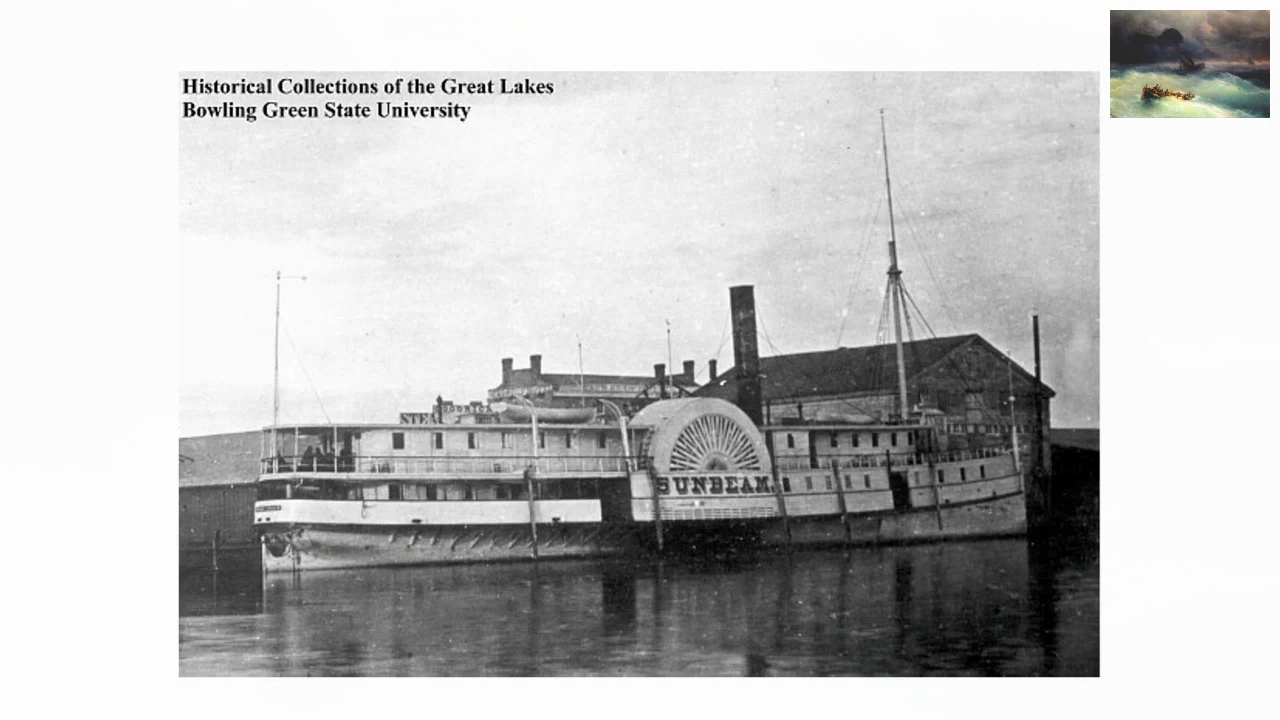 Historical Collections of the Great Lakes
Bowling Green State University
SUNBEAM.